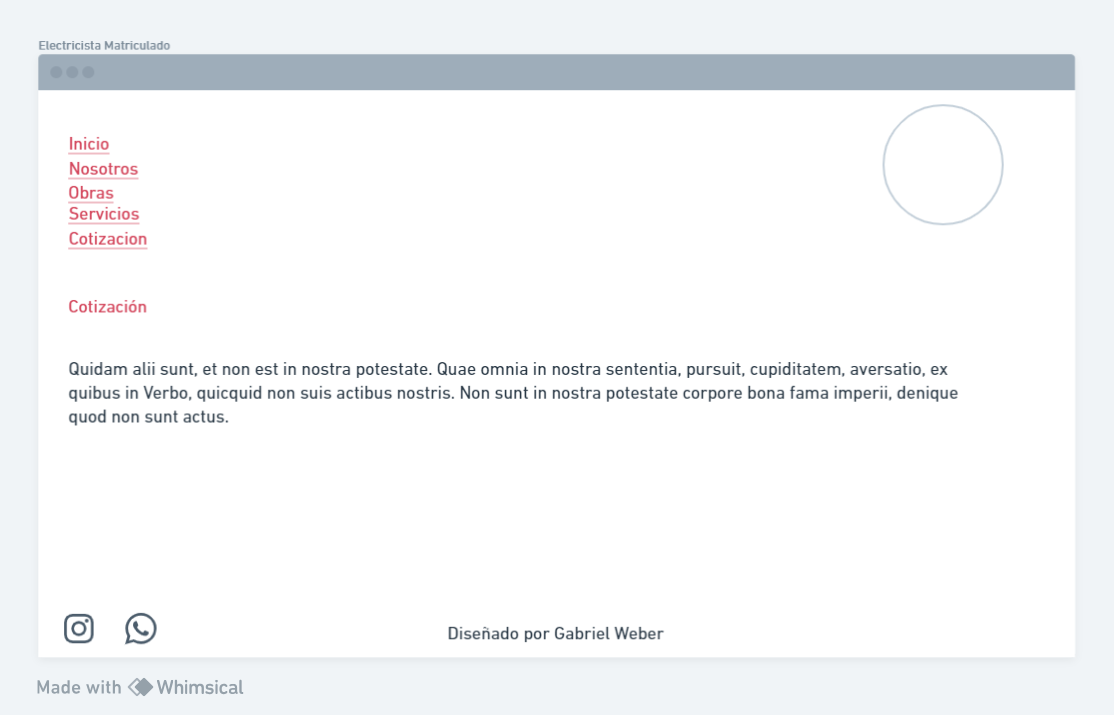 Electricista Matriculado
Inicio
Nosotros
Obras
Servicios
Cotizacion
Cotización
Quidam alii sunt, et non est in nostra potestate. Quae omnia in nostra sententia, pursuit, cupiditatem, aversatio, ex
quibus in Verbo, quicquid non suis actibus nostris. Non sunt in nostra potestate corpore bona fama imperii, denique
quod non sunt actus.
Diseñado por Gabriel Weber
Made with Whimsical